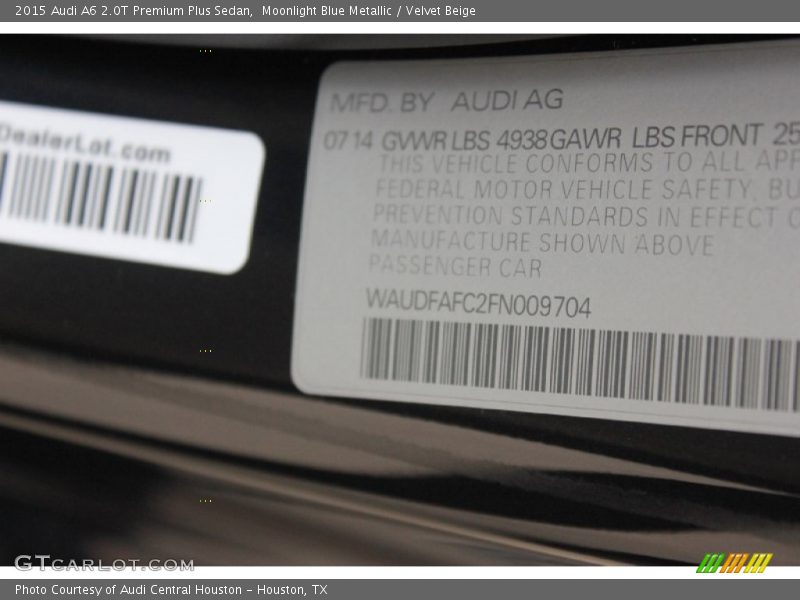 2015 Audi A6 2.0T Premium Plus Sedan,  Moonlight Blue Metallic / Velvet Beige
DealerLot.com
MFD. BY AUDI AG
0714 GVWR LBS 4938 GAWR LBS FRONT 25
THIS VEHICLE CONFORMS TO ALL APP
FEDERAL MOTOR VEHICLE SAFETY, BU
PREVENTION STANDARDS IN EFFECT O
MANUFACTURE SHOWN ABOVE
PASSENGER CAR
WAUDFAFC2FN009704
GTCARLOT.COM
Photo Courtesy of Audi Central Houston - Houston, TX